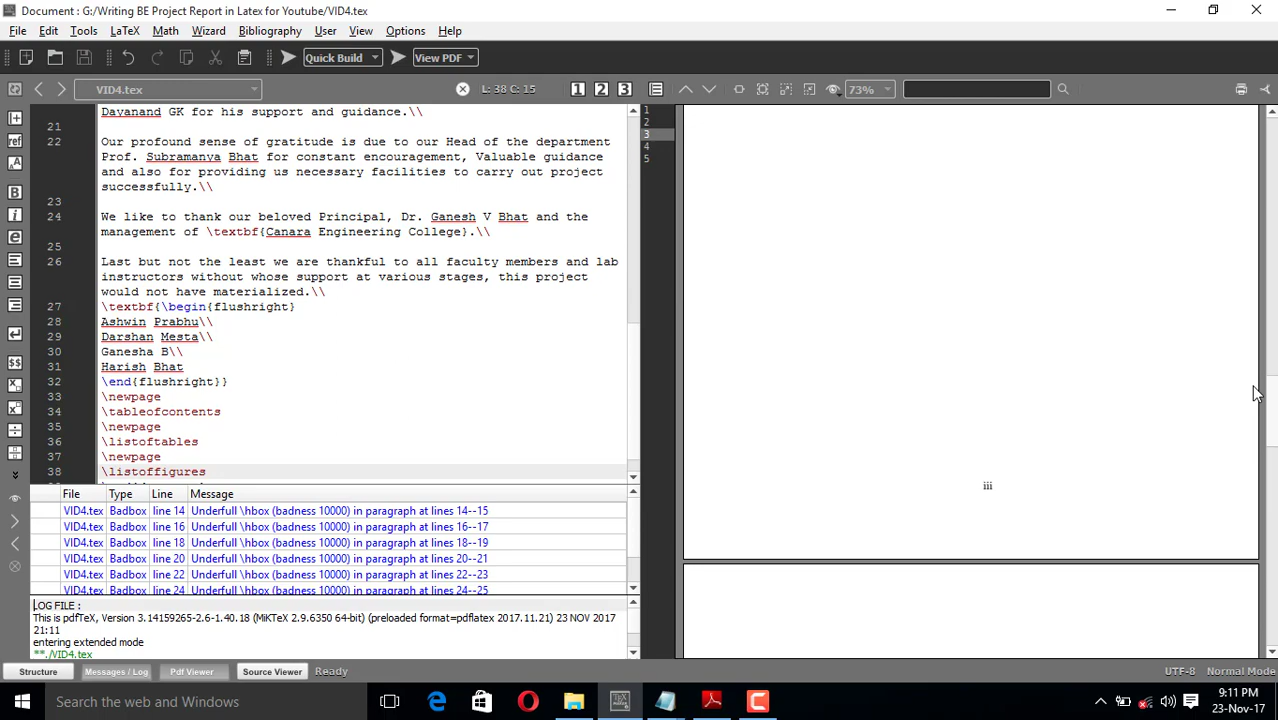 Document : G:/Writing BE Project Report in Latex for Youtube/VID4.tex
File Edit Tools LaTeX Math Wizard Bibliography User View Options Help
Quick Build View PDF
VID4.tex L: 38 C: 15 1 2 3 73%
Dayanand GK for his support and guidance.\\
21
22 Our profound sense of gratitude is due to our Head of the department
Prof. Subramanya Bhat for constant encouragement, Valuable guidance
and also for providing us necessary facilities to carry out project
successfully.\\
23
24 We like to thank our beloved Principal, Dr. Ganesh V Bhat and the
management of \textbf{Canara Engineering College}.\\
25
26 Last but not the least we are thankful to all faculty members and lab
instructors without whose support at various stages, this project
would not have materialized.\\
27 \textbf{\begin{flushright}
28 Ashwin Prabhu\\
29 Darshan Mesta\\
30 Ganesha B\\
31 Harish Bhat
32 \end{flushright}}
33 \newpage
34 \tableofcontents
35 \newpage
36 \listoftables
37 \newpage
38 \listoffigures
1
2
3
4
5
iii
File Type Line Message
VID4.tex Badbox line 14 Underfull \hbox (badness 10000) in paragraph at lines 14--15
VID4.tex Badbox line 16 Underfull \hbox (badness 10000) in paragraph at lines 16--17
VID4.tex Badbox line 18 Underfull \hbox (badness 10000) in paragraph at lines 18--19
VID4.tex Badbox line 20 Underfull \hbox (badness 10000) in paragraph at lines 20--21
VID4.tex Badbox line 22 Underfull \hbox (badness 10000) in paragraph at lines 22--23
VID4.tex Badbox line 24 Underfull \hbox (badness 10000) in paragraph at lines 24--25
LOG FILE :
This is pdfTeX, Version 3.14159265-2.6-1.40.18 (MiKTeX 2.9.6350 64-bit) (preloaded format=pdflatex 2017.11.21) 23 NOV 2017
21:11
entering extended mode
**./VID4.tex
Structure Messages / Log Pdf Viewer Source Viewer Ready UTF-8 Normal Mode
Search the web and Windows
9:11 PM
23-Nov-17